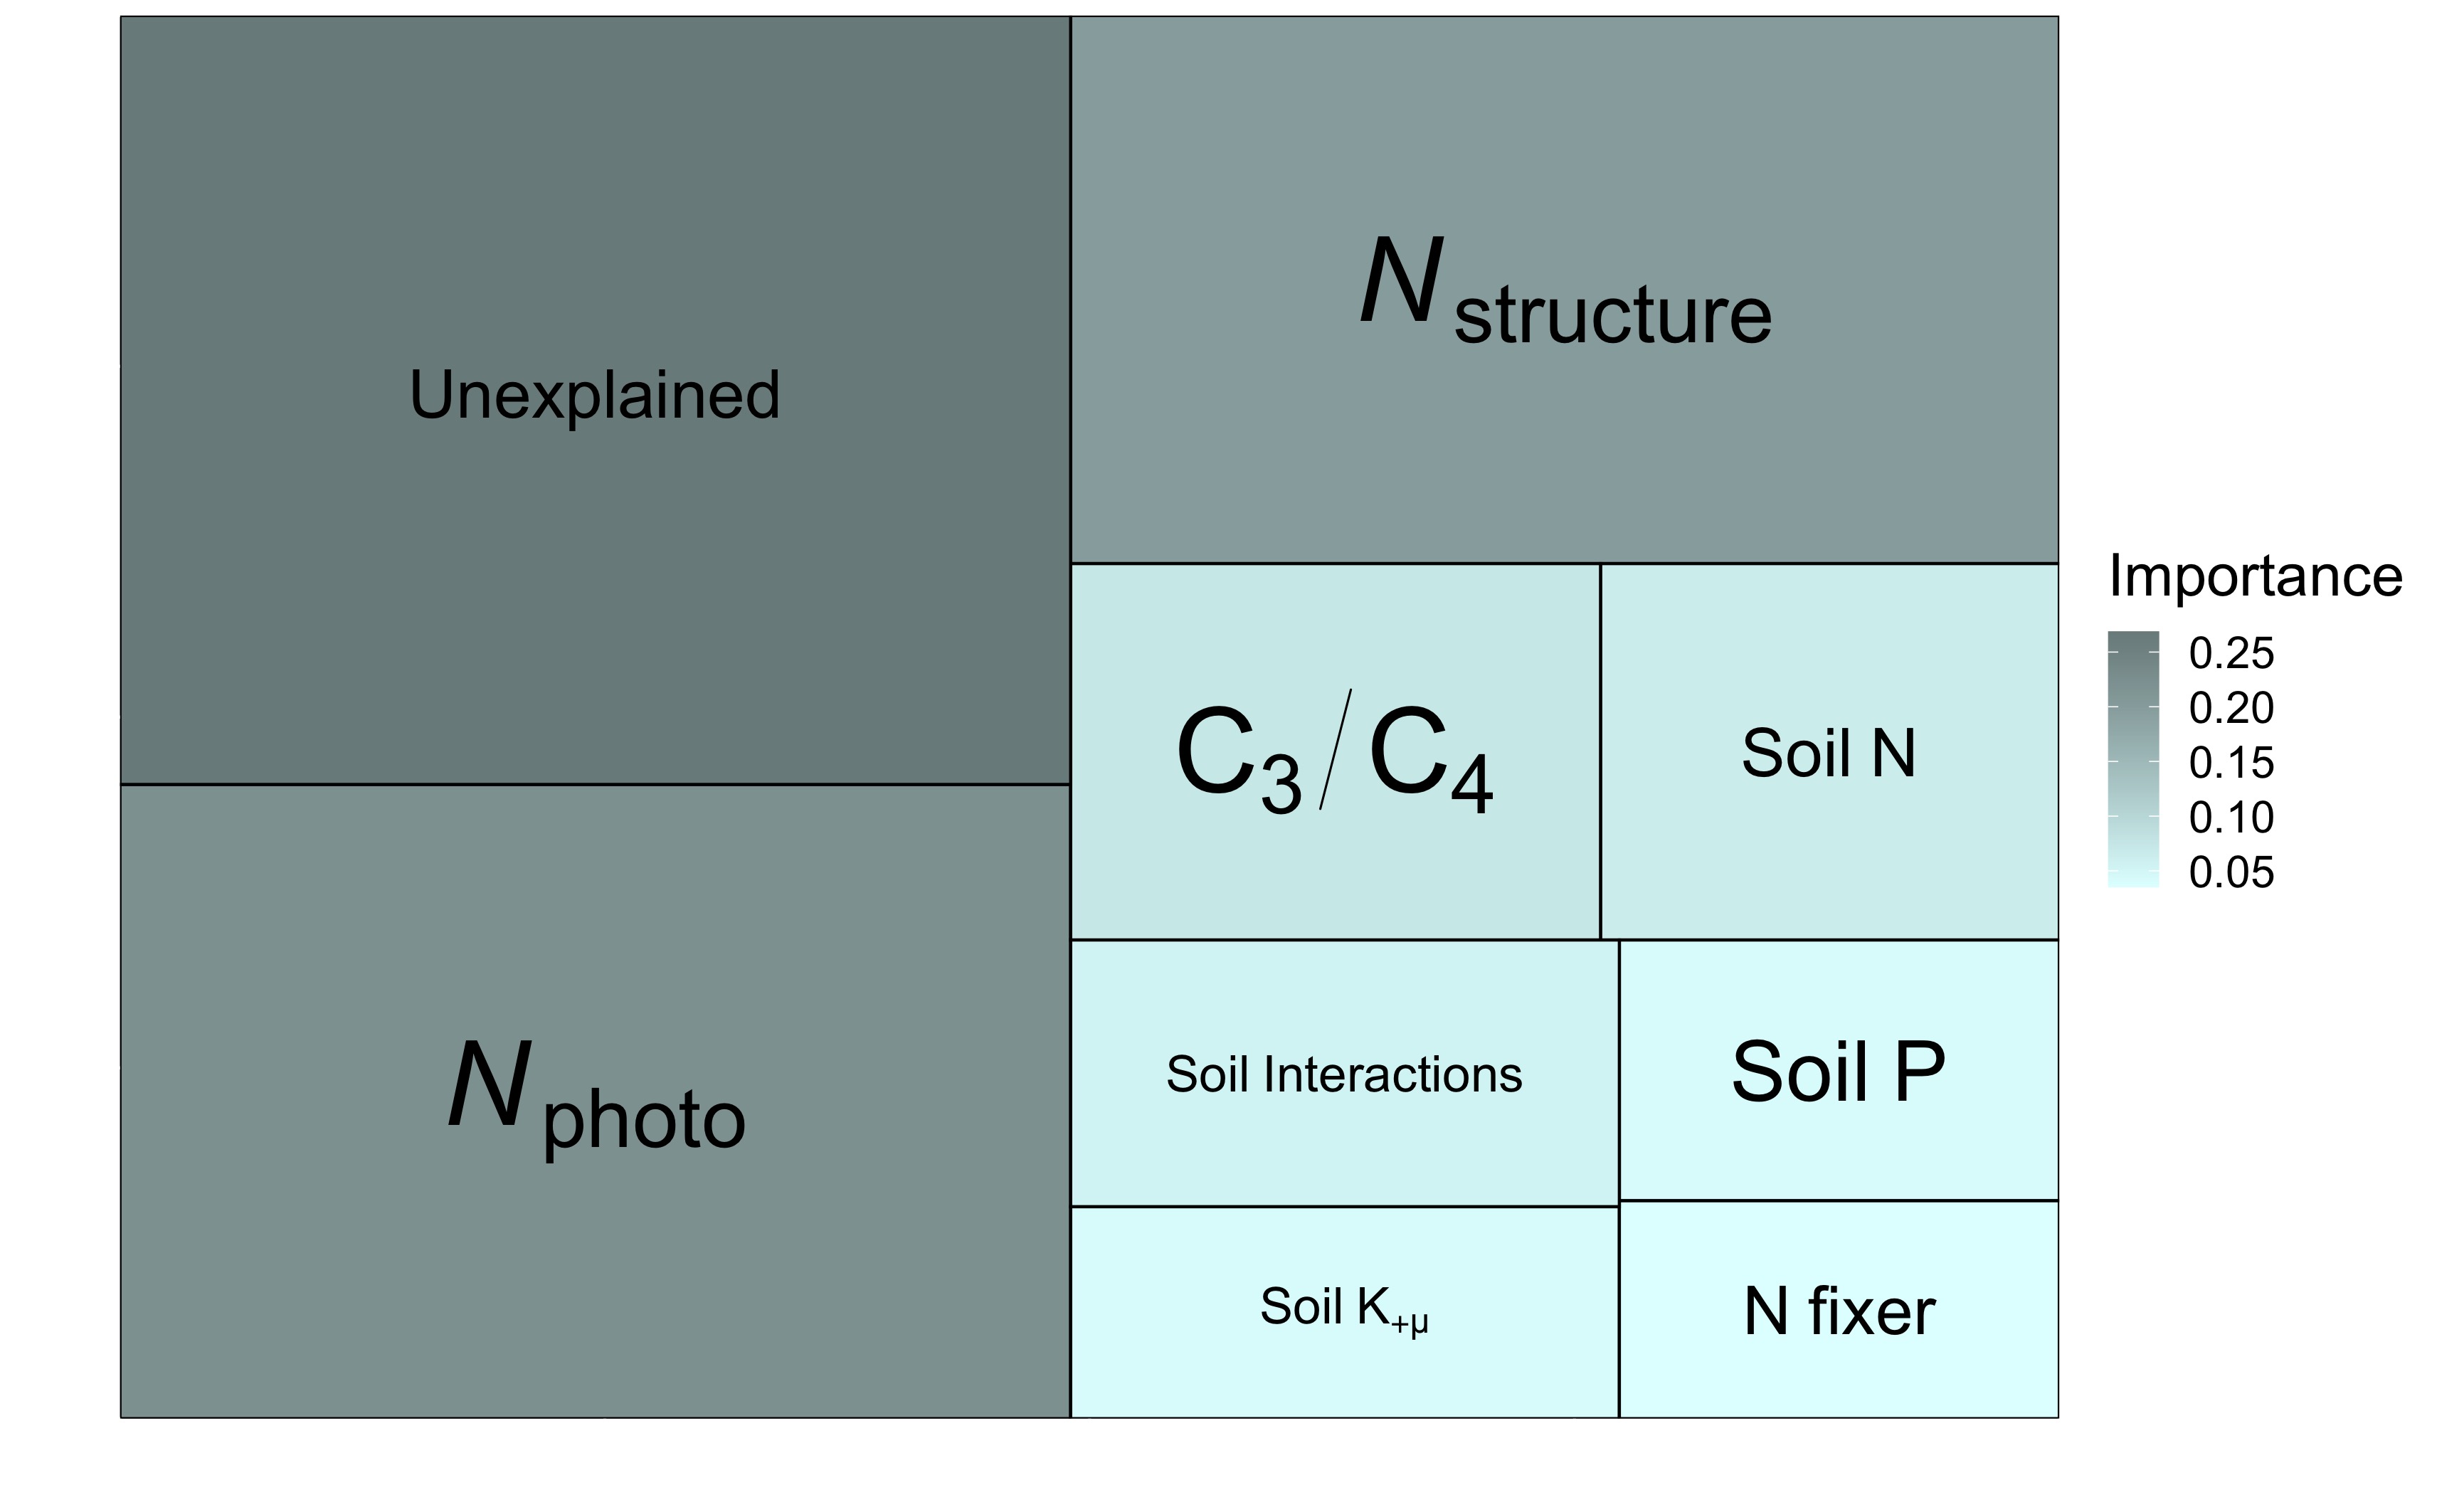 Unexplained
N structure
C3/C4
Soil N
N photo
Soil Interactions
Soil P
Soil K+μ
N fixer
Importance
0.25
0.20
0.15
0.10
0.05